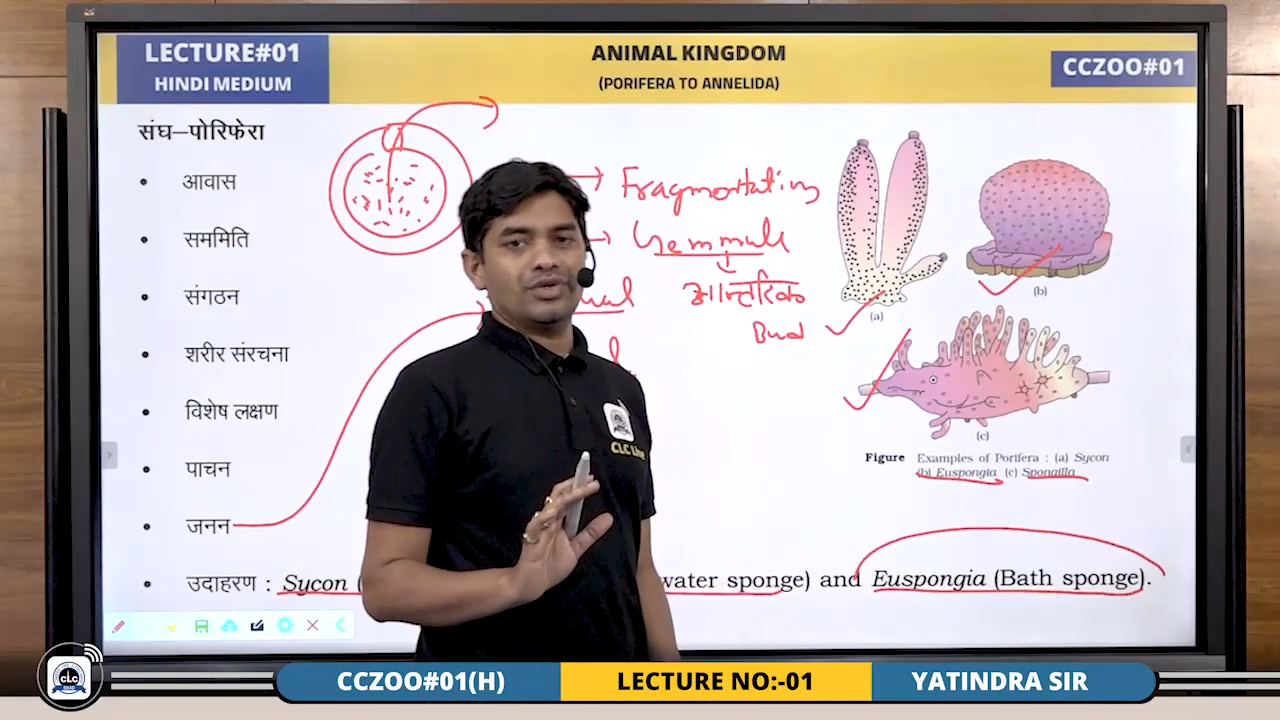 LECTURE#01
HINDI MEDIUM
ANIMAL KINGDOM
(PORIFERA TO ANNELIDA)
CCZOO#01
संघ–पोरिफेरा
• आवास
• सममिति
• संगठन
• शरीर संरचना
• विशेष लक्षण
• पाचन
• जनन
Gemmule
आन्तरिक
Bud
(a)
(b)
(c)
Figure Examples of Porifera : (a) Sycon
(b) Euspongia (c) Spongilla
• उदाहरण : Sycon ( water sponge) and Euspongia (Bath sponge).
CLC
CLC
CCZOO#01(H)
LECTURE NO:-01
YATINDRA SIR